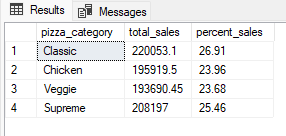 Results Messages
pizza_category total_sales percent_sales
1 Classic 220053.1 26.91
2 Chicken 195919.5 23.96
3 Veggie 193690.45 23.68
4 Supreme 208197 25.46